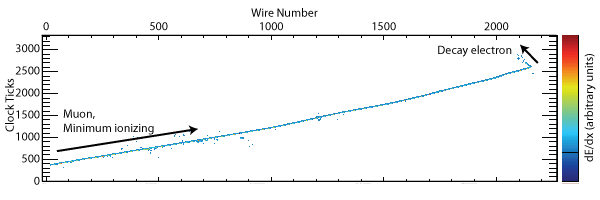 Wire Number
0 500 1000 1500 2000
3000
2500
2000
1500
1000
500
0
Clock Ticks
Muon,
Minimum ionizing
Decay electron
dE/dx (arbitrary units)